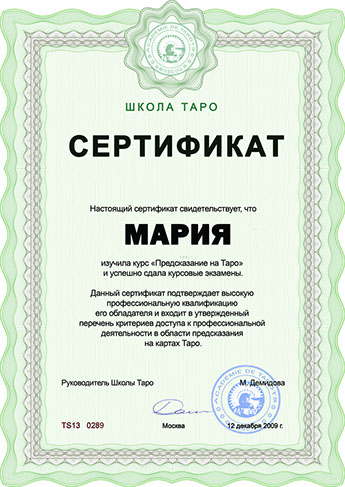 ACADÉMIE DE TAROTS
ШКОЛА ТАРО
СЕРТИФИКАТ
Настоящий сертификат свидетельствует, что
МАРИЯ
изучила курс «Предсказание на Таро»
и успешно сдала курсовые экзамены.
Данный сертификат подтверждает высокую
профессиональную квалификацию
его обладателя и входит в утвержденный
перечень критериев доступа к профессиональной
деятельности в области предсказания
на картах Таро.
Руководитель Школы Таро М. Демидова
ACADÉMIE DE TAROTS
TS13 0289 Москва 12 декабря 2009 г.